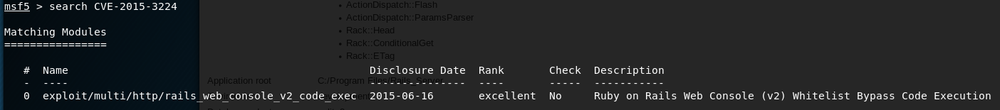 msf5 > search CVE-2015-3224
• ActionDispatch::Flash
• ActionDispatch::ParamsParser
Matching Modules
================
• Rack::Head
• Rack::ConditionalGet
• Rack::ETag
# Name Disclosure Date Rank Check Description
Application root C:/Program Files/Rails_Server
- ---- --------------- ---- ----- -----------
0 exploit/multi/http/rails_web_console_v2_code_exec 2015-06-16 excellent No Ruby on Rails Web Console (v2) Whitelist Bypass Code Execution